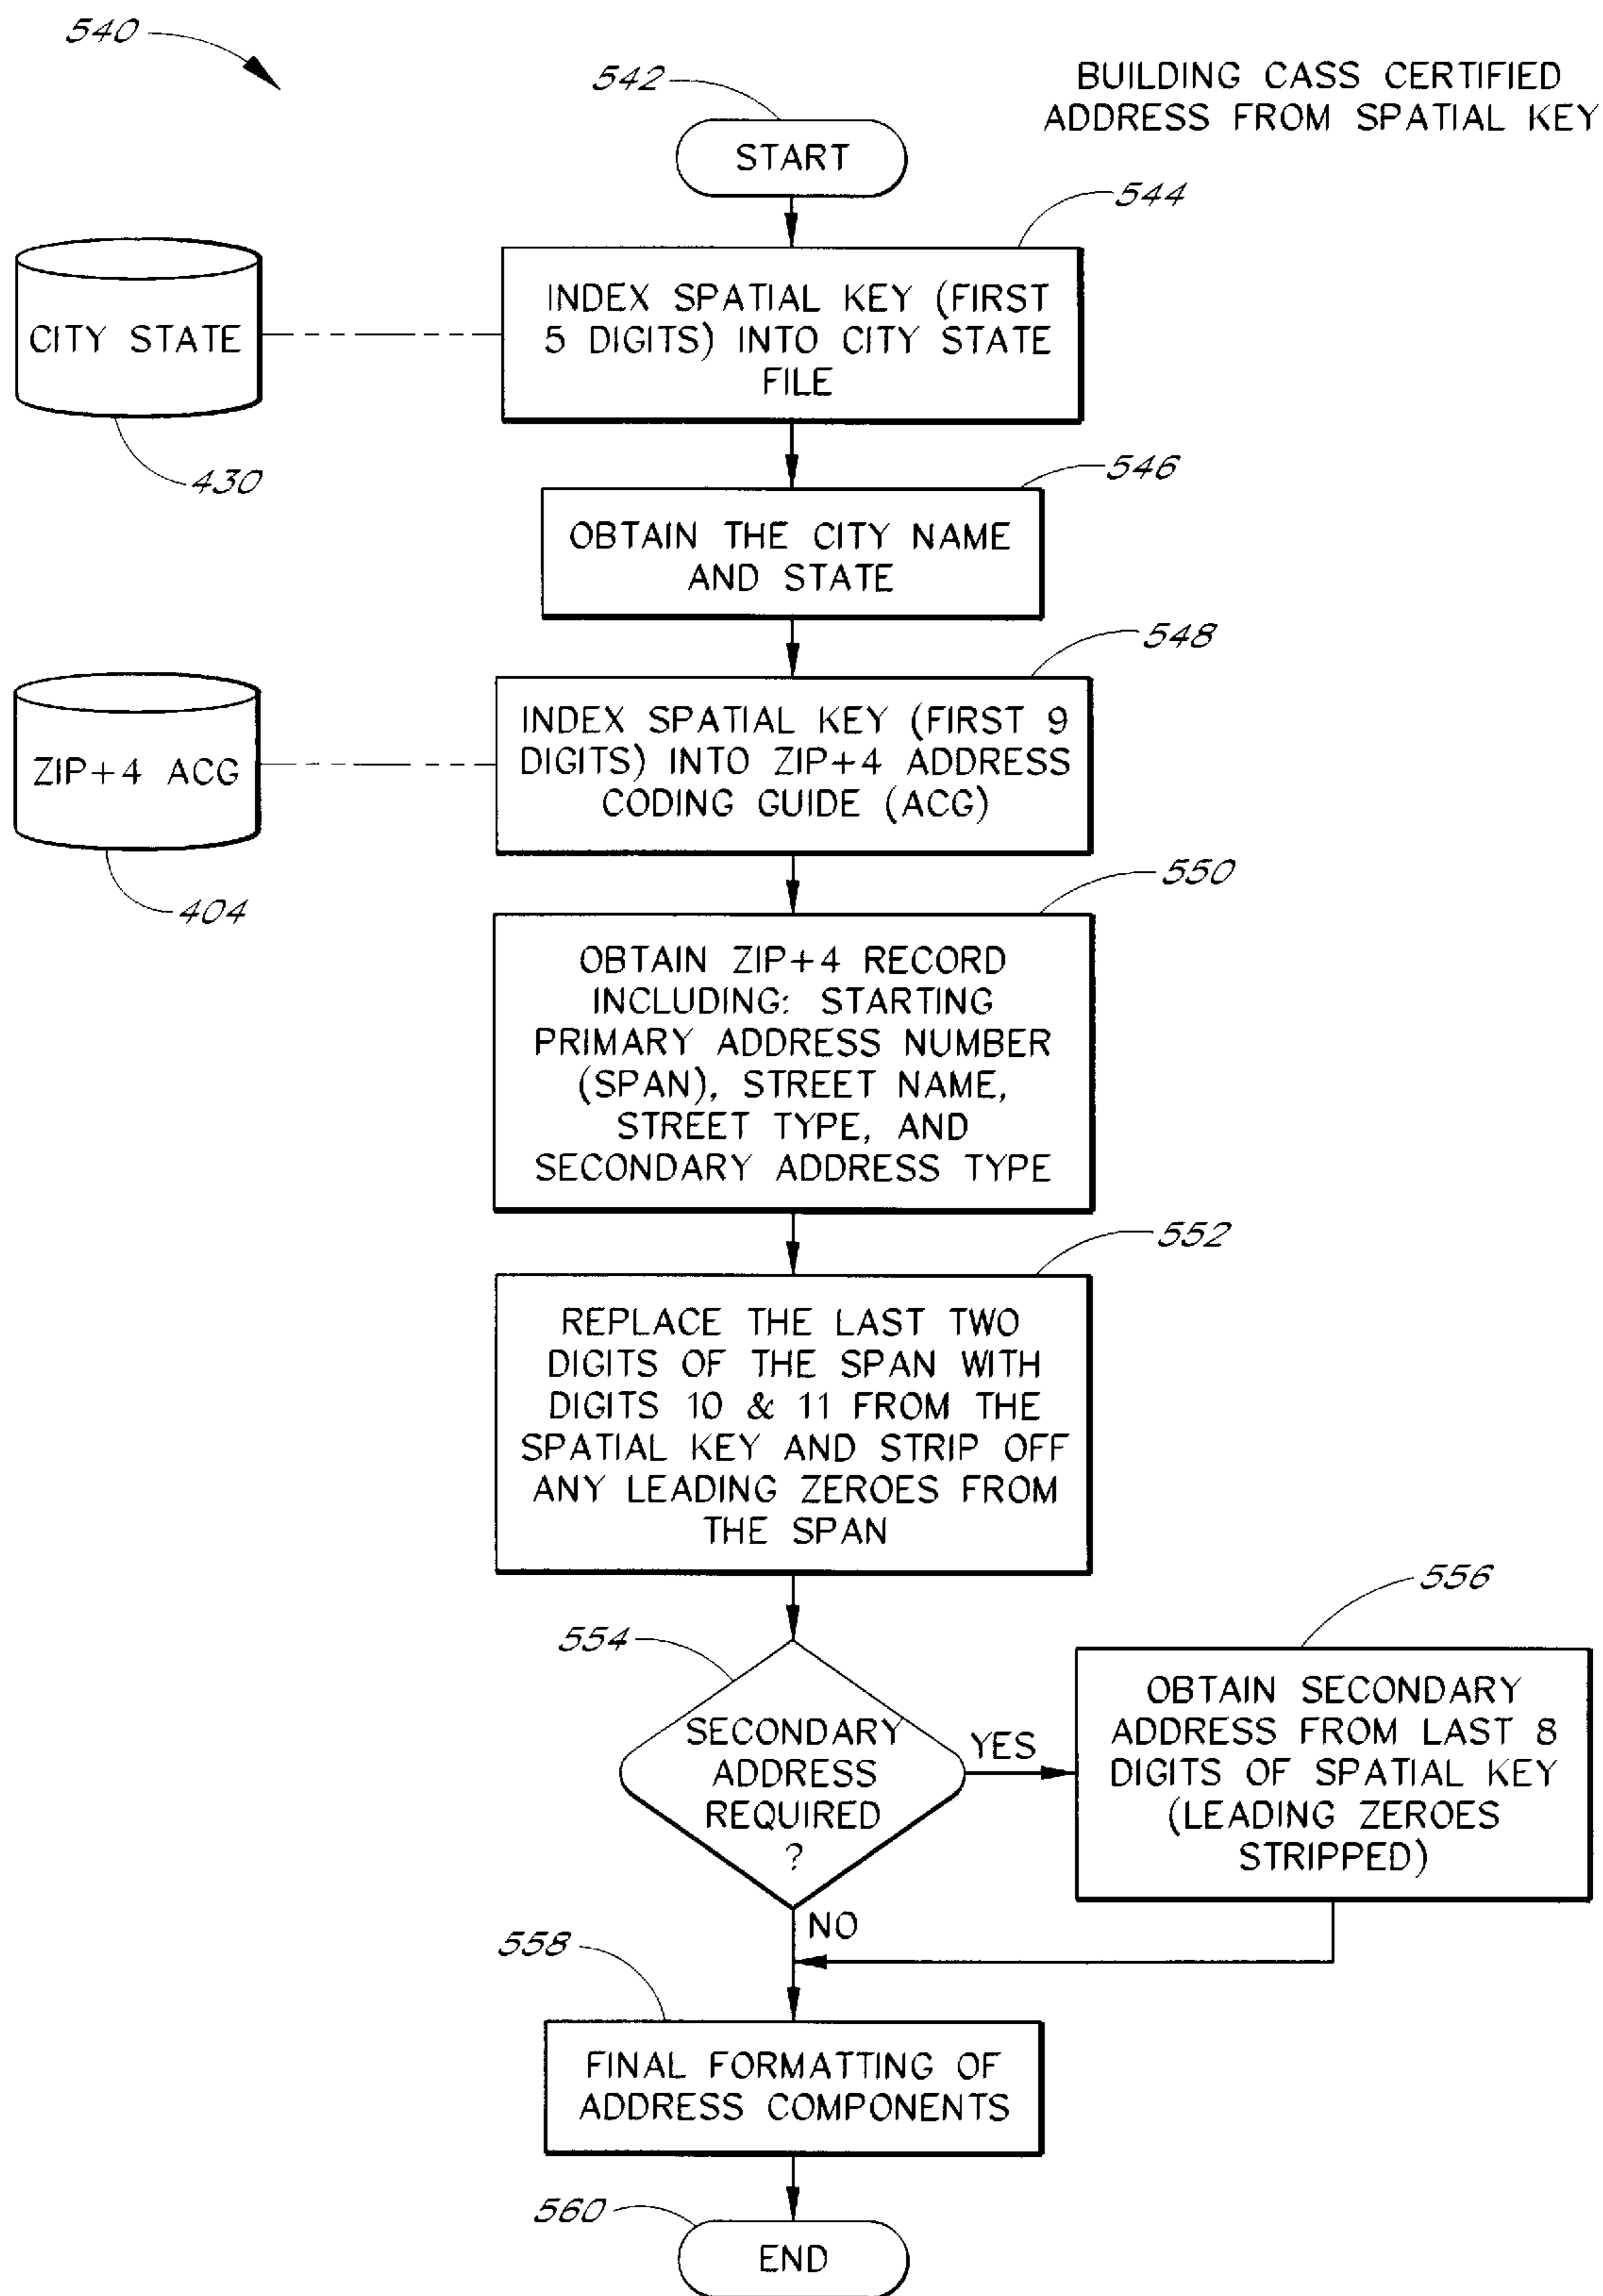 540
BUILDING CASS CERTIFIED
ADDRESS FROM SPATIAL KEY
542
START
544
INDEX SPATIAL KEY (FIRST
5 DIGITS) INTO CITY STATE
FILE
CITY STATE
430
546
OBTAIN THE CITY NAME
AND STATE
548
INDEX SPATIAL KEY (FIRST 9
DIGITS) INTO ZIP+4 ADDRESS
CODING GUIDE (ACG)
ZIP+4 ACG
404
550
OBTAIN ZIP+4 RECORD
INCLUDING: STARTING
PRIMARY ADDRESS NUMBER
(SPAN), STREET NAME,
STREET TYPE, AND
SECONDARY ADDRESS TYPE
552
REPLACE THE LAST TWO
DIGITS OF THE SPAN WITH
DIGITS 10 & 11 FROM THE
SPATIAL KEY AND STRIP OFF
ANY LEADING ZEROES FROM
THE SPAN
554
SECONDARY
ADDRESS
REQUIRED
?
YES
NO
556
OBTAIN SECONDARY
ADDRESS FROM LAST 8
DIGITS OF SPATIAL KEY
(LEADING ZEROES
STRIPPED)
558
FINAL FORMATTING OF
ADDRESS COMPONENTS
560
END